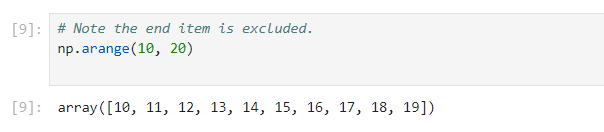 [9]: # Note the end item is excluded.
np.arange(10, 20)
[9]: array([10, 11, 12, 13, 14, 15, 16, 17, 18, 19])